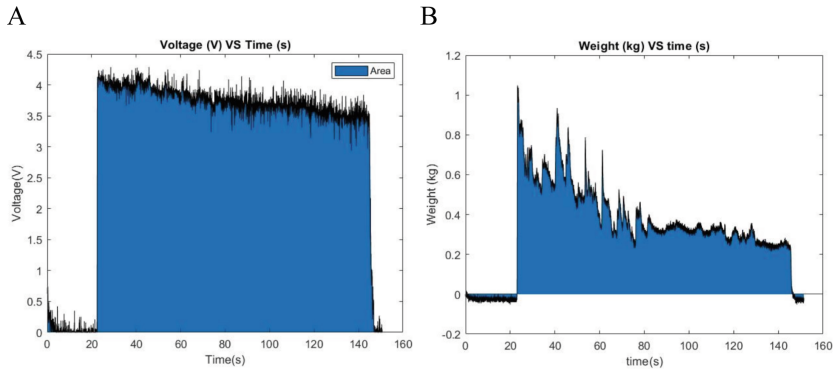 A
Voltage (V) VS Time (s)
4.5
4
3.5
3
2.5
2
1.5
1
0.5
0
Voltage(V)
Area
0 20 40 60 80 100 120 140 160
Time(s)
B
Weight (kg) VS time (s)
1.2
1
0.8
0.6
0.4
0.2
0
-0.2
Weight (kg)
0 20 40 60 80 100 120 140 160
time(s)